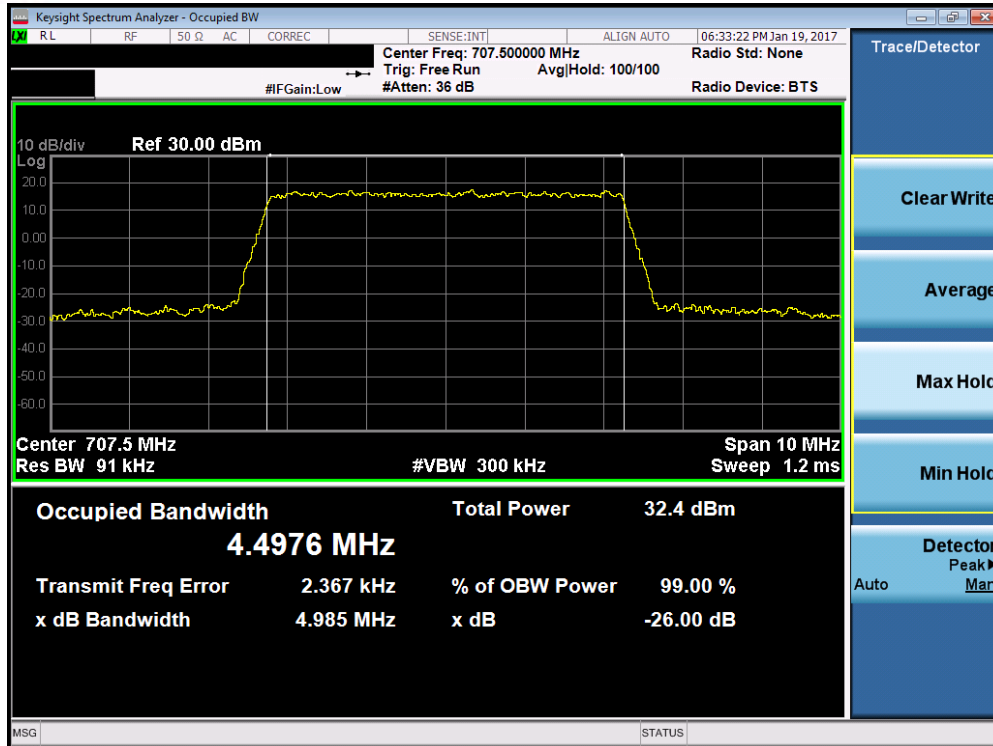 Keysight Spectrum Analyzer - Occupied BW
LXI RL RF 50 Ω AC CORREC SENSE:INT ALIGN AUTO 06:33:22 PM Jan 19, 2017
Center Freq: 707.500000 MHz Radio Std: None
Trig: Free Run Avg|Hold: 100/100
#IFGain:Low #Atten: 36 dB Radio Device: BTS
Trace/Detector
10 dB/div Ref 30.00 dBm
Log
20.0
10.0
0.00
-10.0
-20.0
-30.0
-40.0
-50.0
-60.0
Center 707.5 MHz Span 10 MHz
Res BW 91 kHz #VBW 300 kHz Sweep 1.2 ms
Occupied Bandwidth Total Power 32.4 dBm
4.4976 MHz
Transmit Freq Error 2.367 kHz % of OBW Power 99.00 %
x dB Bandwidth 4.985 MHz x dB -26.00 dB
Clear Write
Average
Max Hold
Min Hold
Detector
Peak
Auto Man
MSG STATUS